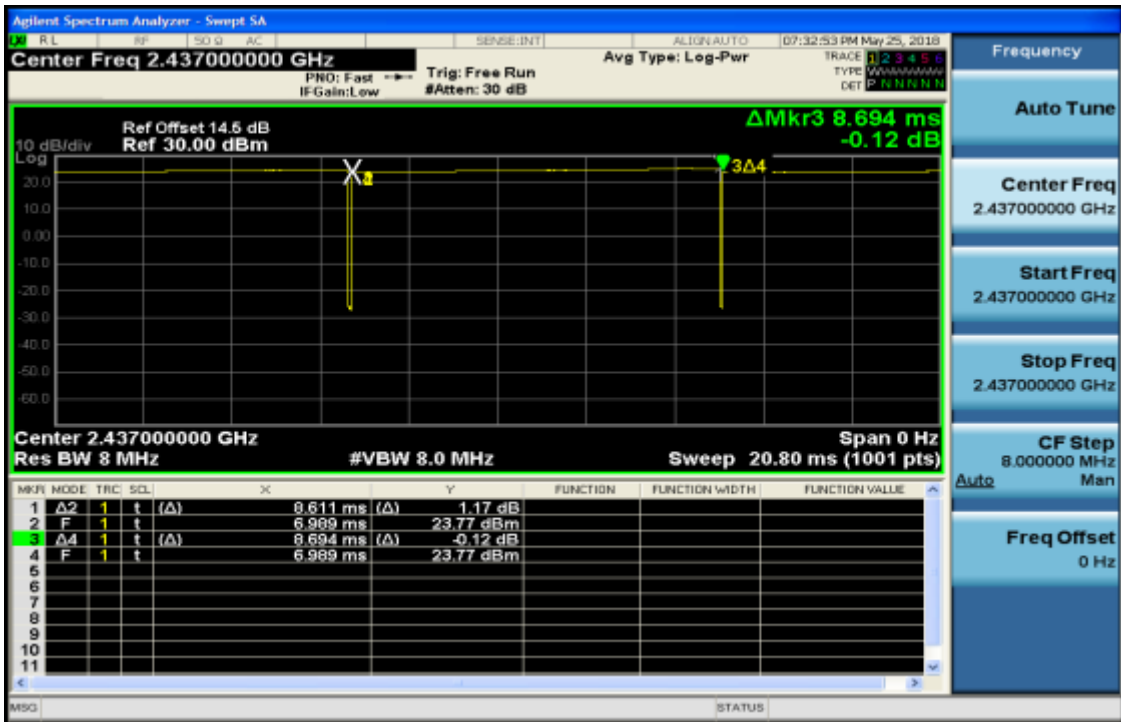 Agilent Spectrum Analyzer - Swept SA
RL RF 50 Ω AC SENSE:INT ALIGN AUTO 07:32:53 PM May 25, 2018
Center Freq 2.437000000 GHz
PNO: Fast
IFGain:Low
Trig: Free Run
#Atten: 30 dB
Avg Type: Log-Pwr
TRACE 1 2 3 4 5 6
TYPE WWWWWW
DET P N N N N N
ΔMkr3 8.694 ms
-0.12 dB
Ref Offset 14.5 dB
10 dB/div Ref 30.00 dBm
Log
20.0
10.0
0.00
-10.0
-20.0
-30.0
-40.0
-50.0
-60.0
3Δ4
Center 2.437000000 GHz Span 0 Hz
Res BW 8 MHz #VBW 8.0 MHz Sweep 20.80 ms (1001 pts)
MKR MODE TRC SCL X Y FUNCTION FUNCTION WIDTH FUNCTION VALUE
1 Δ2 1 t (Δ) 8.611 ms (Δ) 1.17 dB
2 F 1 t 6.989 ms 23.77 dBm
3 Δ4 1 t (Δ) 8.694 ms (Δ) -0.12 dB
4 F 1 t 6.989 ms 23.77 dBm
5
6
7
8
9
10
11
MSG STATUS
Frequency
Auto Tune
Center Freq
2.437000000 GHz
Start Freq
2.437000000 GHz
Stop Freq
2.437000000 GHz
CF Step
8.000000 MHz
Auto Man
Freq Offset
0 Hz